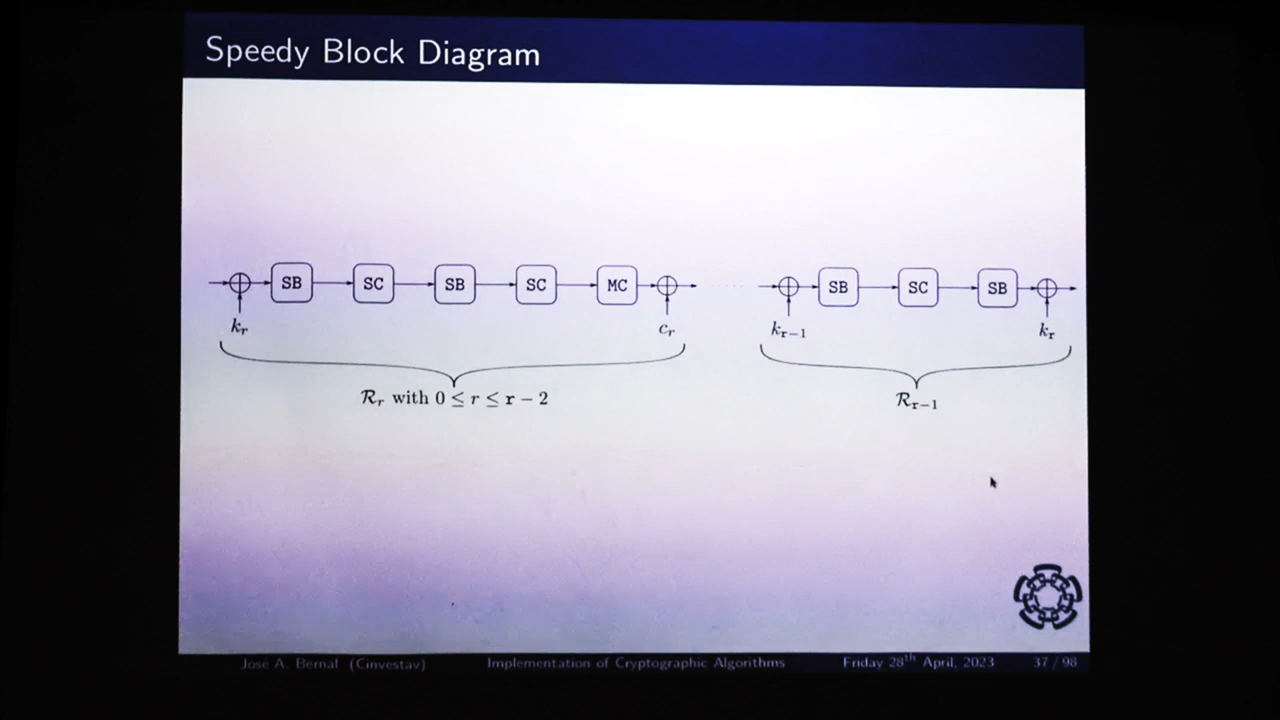 Speedy Block Diagram
SB SC SB SC MC SB SC SB
k_r c_r k_{r−1} k_r
ℛ_r with 0 ≤ r ≤ r − 2 ℛ_{r−1}
José A. Bernal (Cinvestav) Implementation of Cryptographic Algorithms Friday 28th April, 2023 37 / 98